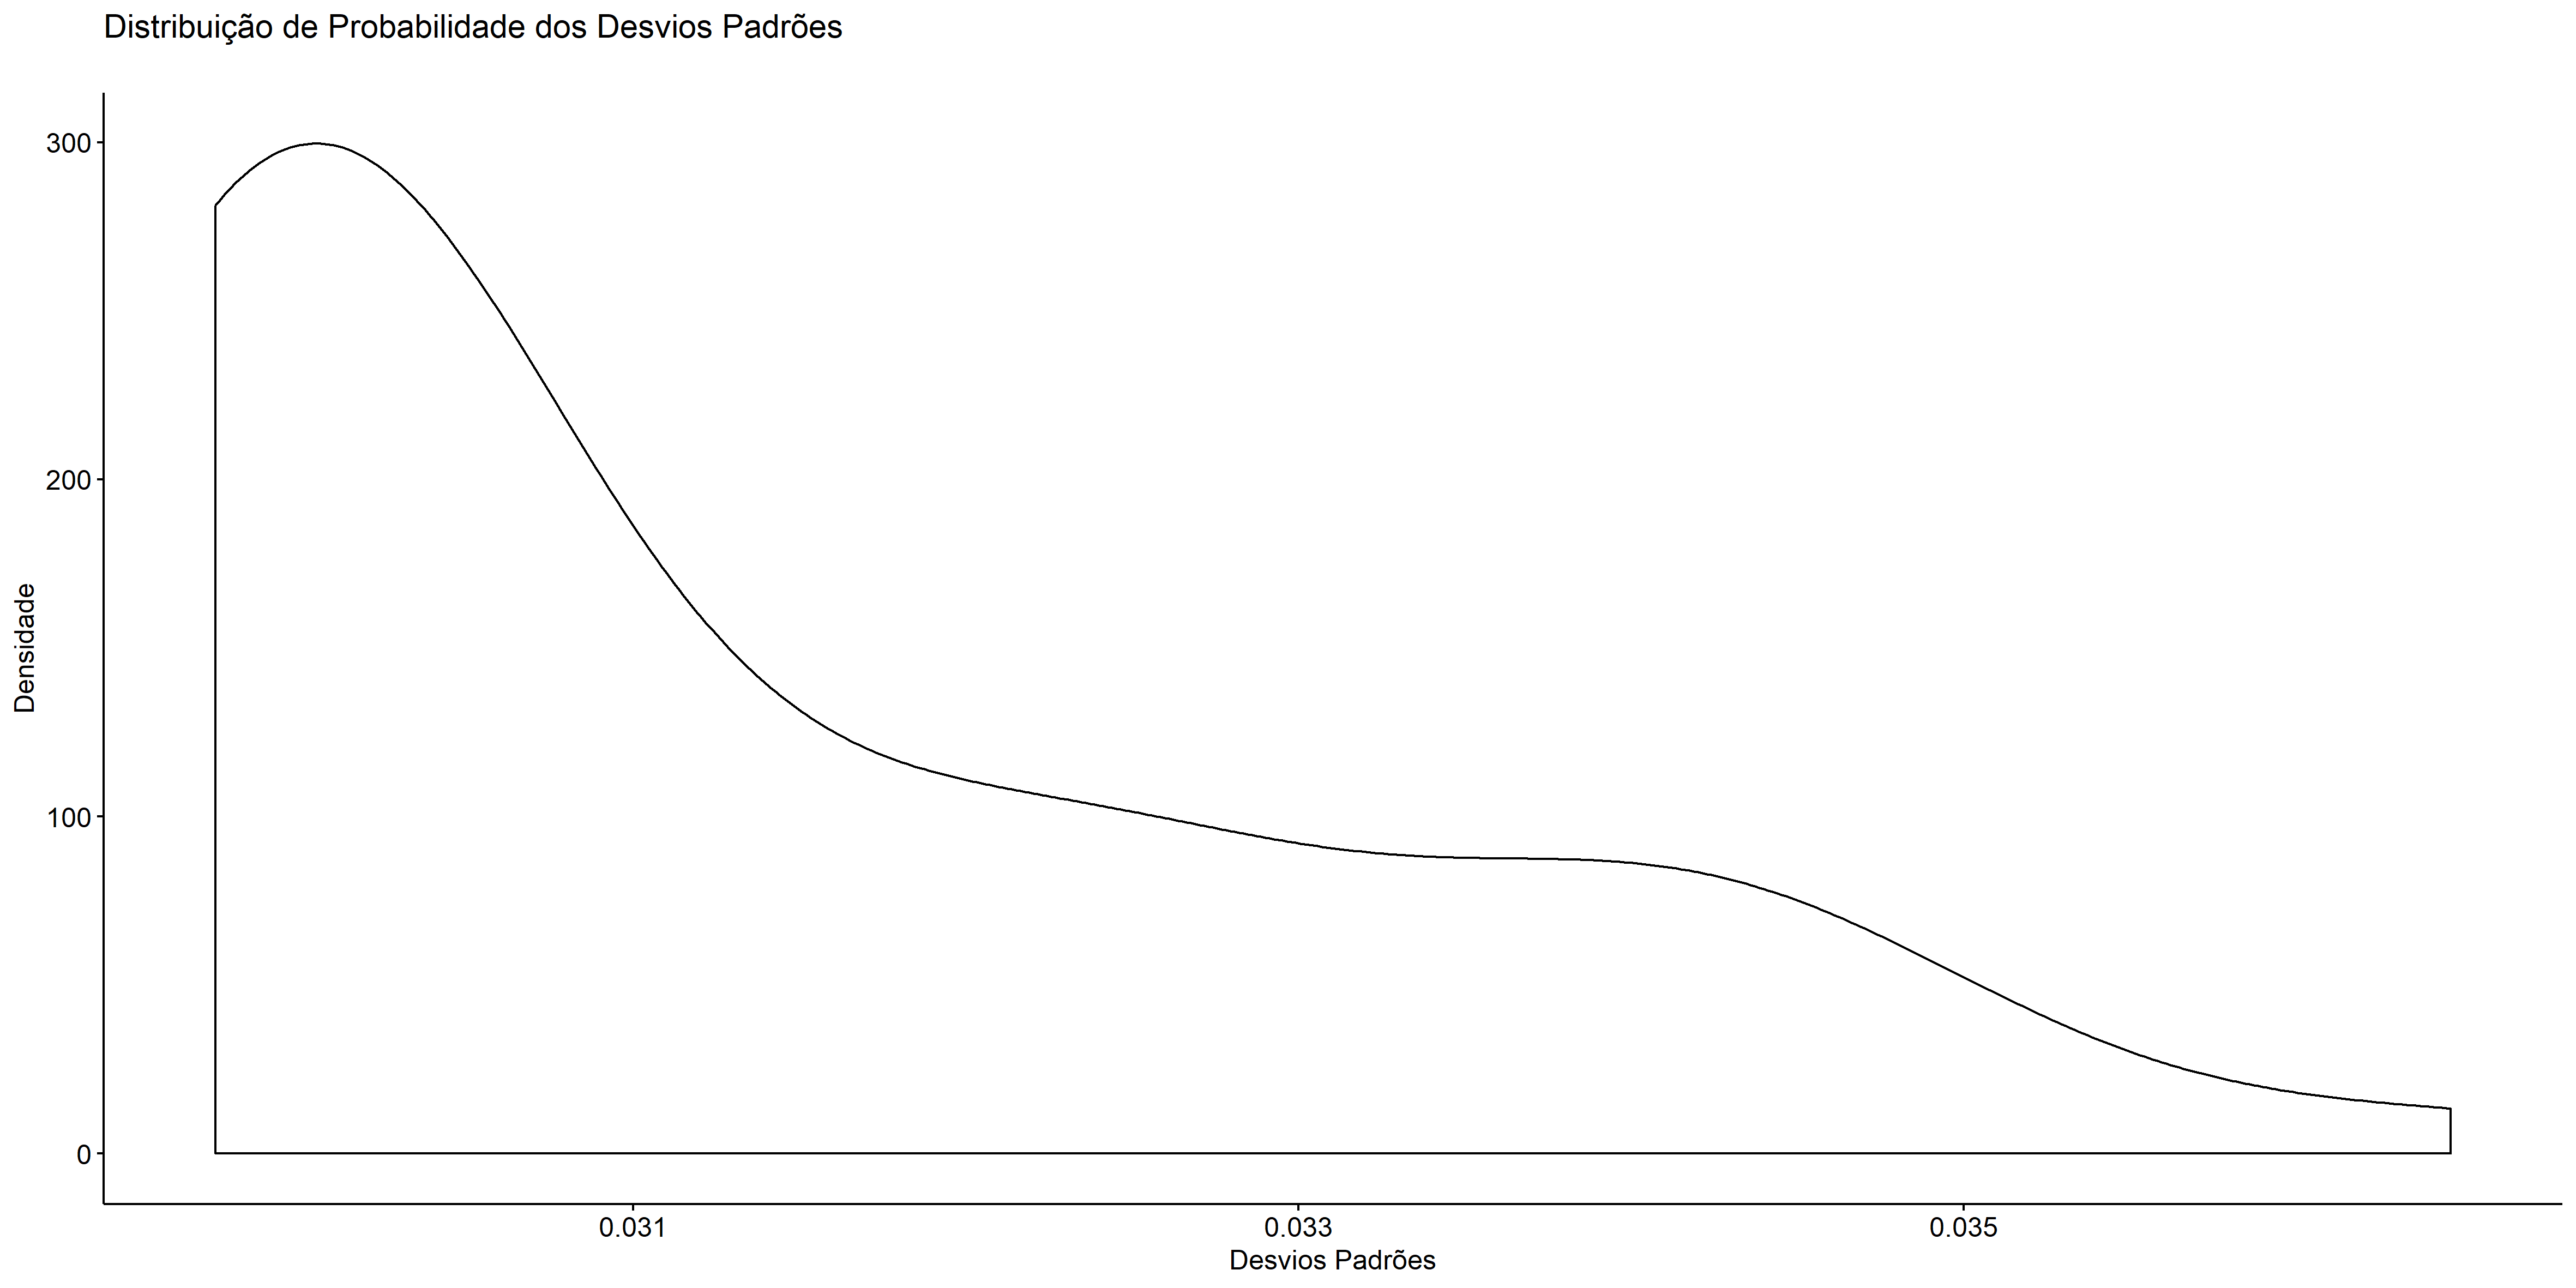 Distribuição de Probabilidade dos Desvios Padrões
300
200
100
0
Densidade
0.031
0.033
0.035
Desvios Padrões